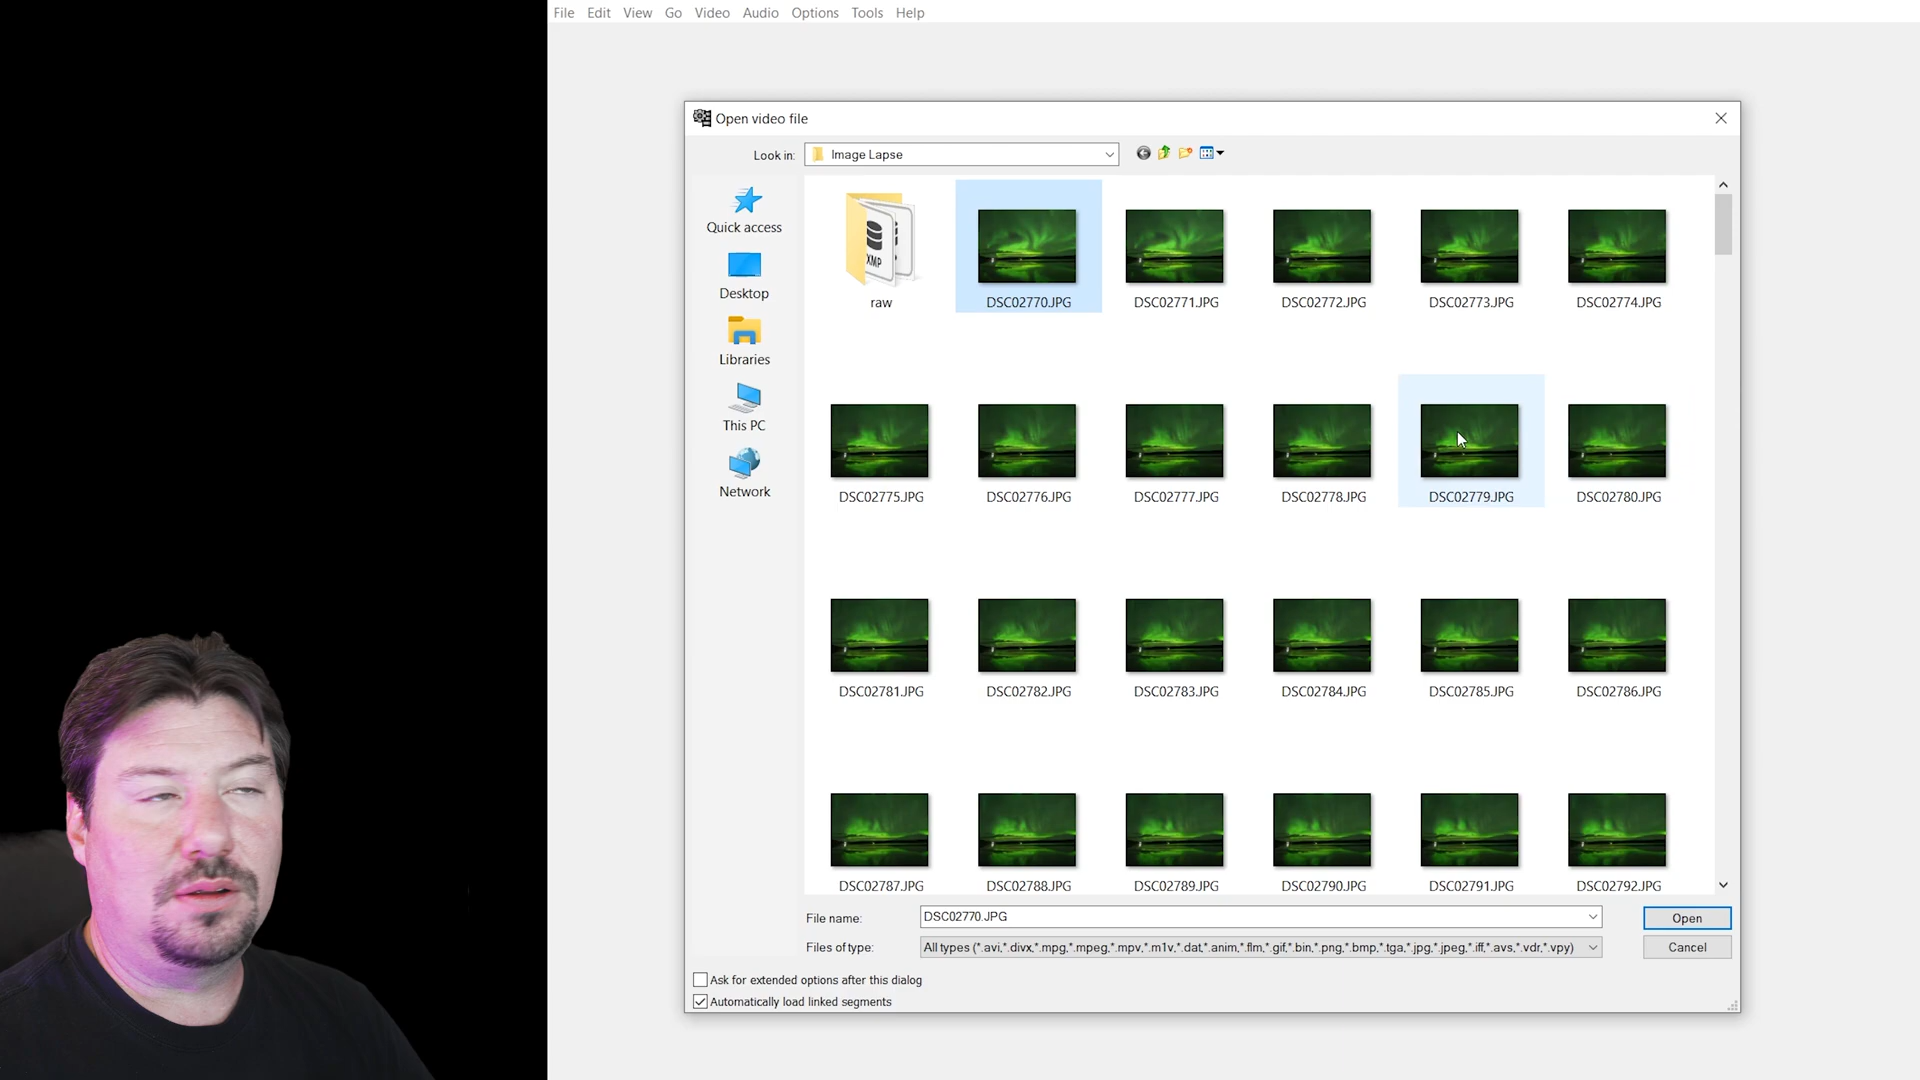 File Edit View Go Video Audio Options Tools Help
Open video file
Look in: Image Lapse
Quick access
Desktop
Libraries
This PC
Network
XMP
raw DSC02770.JPG DSC02771.JPG DSC02772.JPG DSC02773.JPG DSC02774.JPG
DSC02775.JPG DSC02776.JPG DSC02777.JPG DSC02778.JPG DSC02779.JPG DSC02780.JPG
DSC02781.JPG DSC02782.JPG DSC02783.JPG DSC02784.JPG DSC02785.JPG DSC02786.JPG
DSC02787.JPG DSC02788.JPG DSC02789.JPG DSC02790.JPG DSC02791.JPG DSC02792.JPG
File name: DSC02770.JPG Open
Files of type: All types (*.avi,*.divx,*.mpg,*.mpeg,*.mpv,*.m1v,*.dat,*.anim,*.flm,*.gif,*.bin,*.png,*.bmp,*.tga,*.jpg,*.jpeg,*.iff,*.avs,*.vdr,*.vpy) Cancel
Ask for extended options after this dialog
Automatically load linked segments